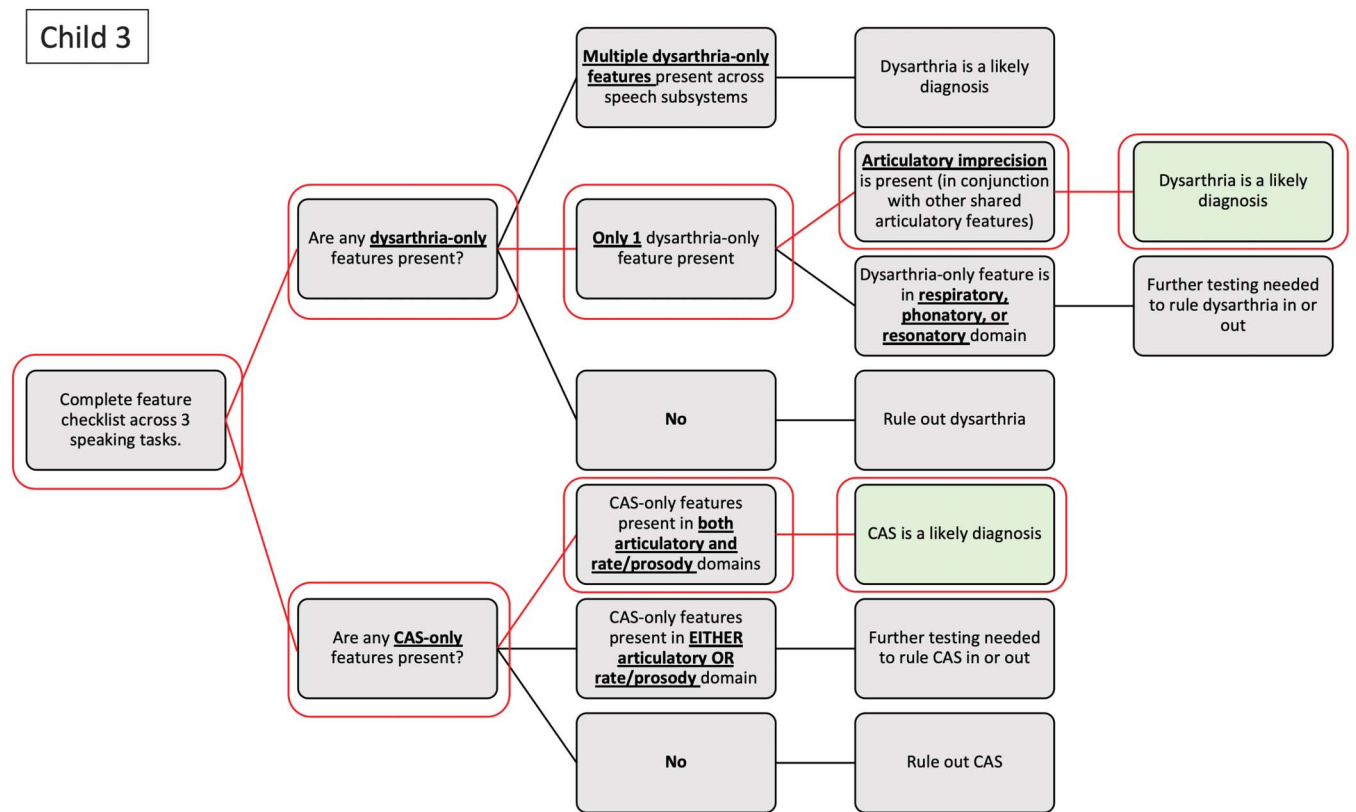 Child 3
Multiple dysarthria-only
features present across
speech subsystems
Dysarthria is a likely
diagnosis
Are any dysarthria-only
features present?
Only 1 dysarthria-only
feature present
Articulatory imprecision
is present (in conjunction
with other shared
articulatory features)
Dysarthria is a likely
diagnosis
Dysarthria-only feature is
in respiratory,
phonatory, or
resonatory domain
Further testing needed
to rule dysarthria in or
out
No
Rule out dysarthria
Complete feature
checklist across 3
speaking tasks.
CAS-only features
present in both
articulatory and
rate/prosody domains
CAS is a likely diagnosis
Are any CAS-only
features present?
CAS-only features
present in EITHER
articulatory OR
rate/prosody domain
Further testing needed
to rule CAS in or out
No
Rule out CAS